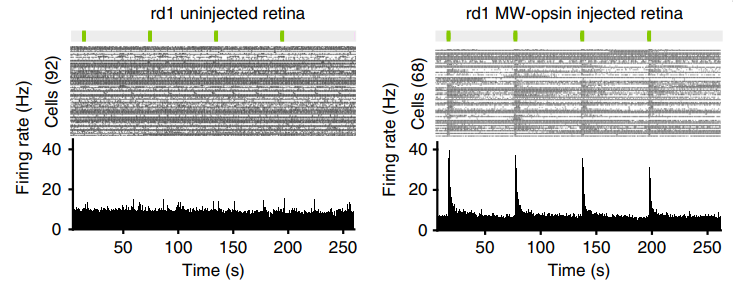 rd1 uninjected retina
Cells (92)
Firing rate (Hz)
40
20
0
50 100 150 200 250
Time (s)
rd1 MW-opsin injected retina
Cells (68)
Firing rate (Hz)
40
20
0
50 100 150 200 250
Time (s)